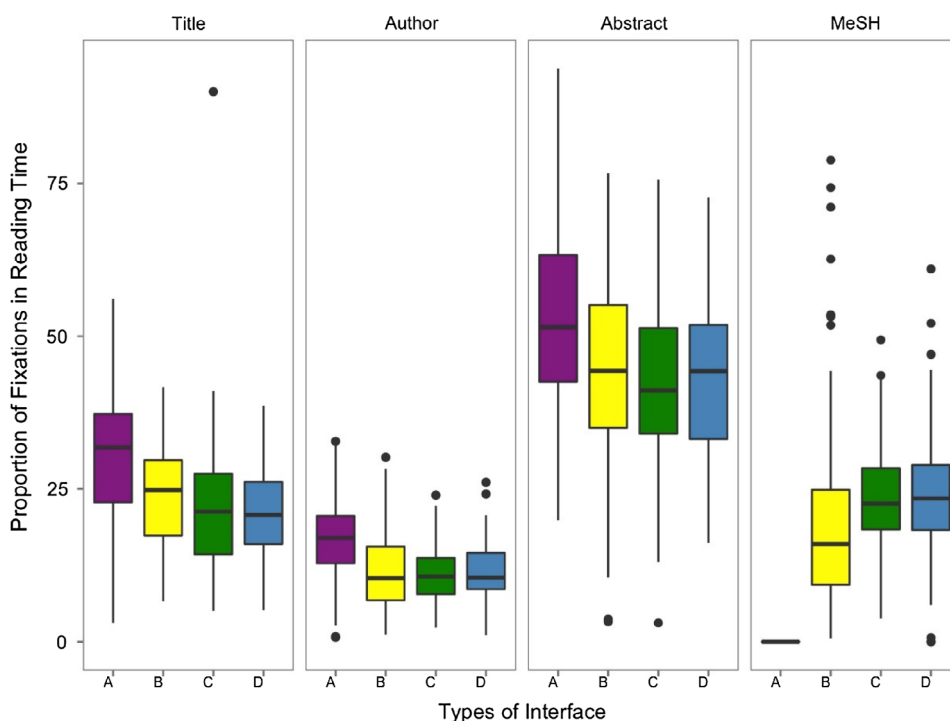 Title Author Abstract MeSH
Proportion of Fixations in Reading Time
75
50
25
0
A B C D A B C D A B C D A B C D
Types of Interface